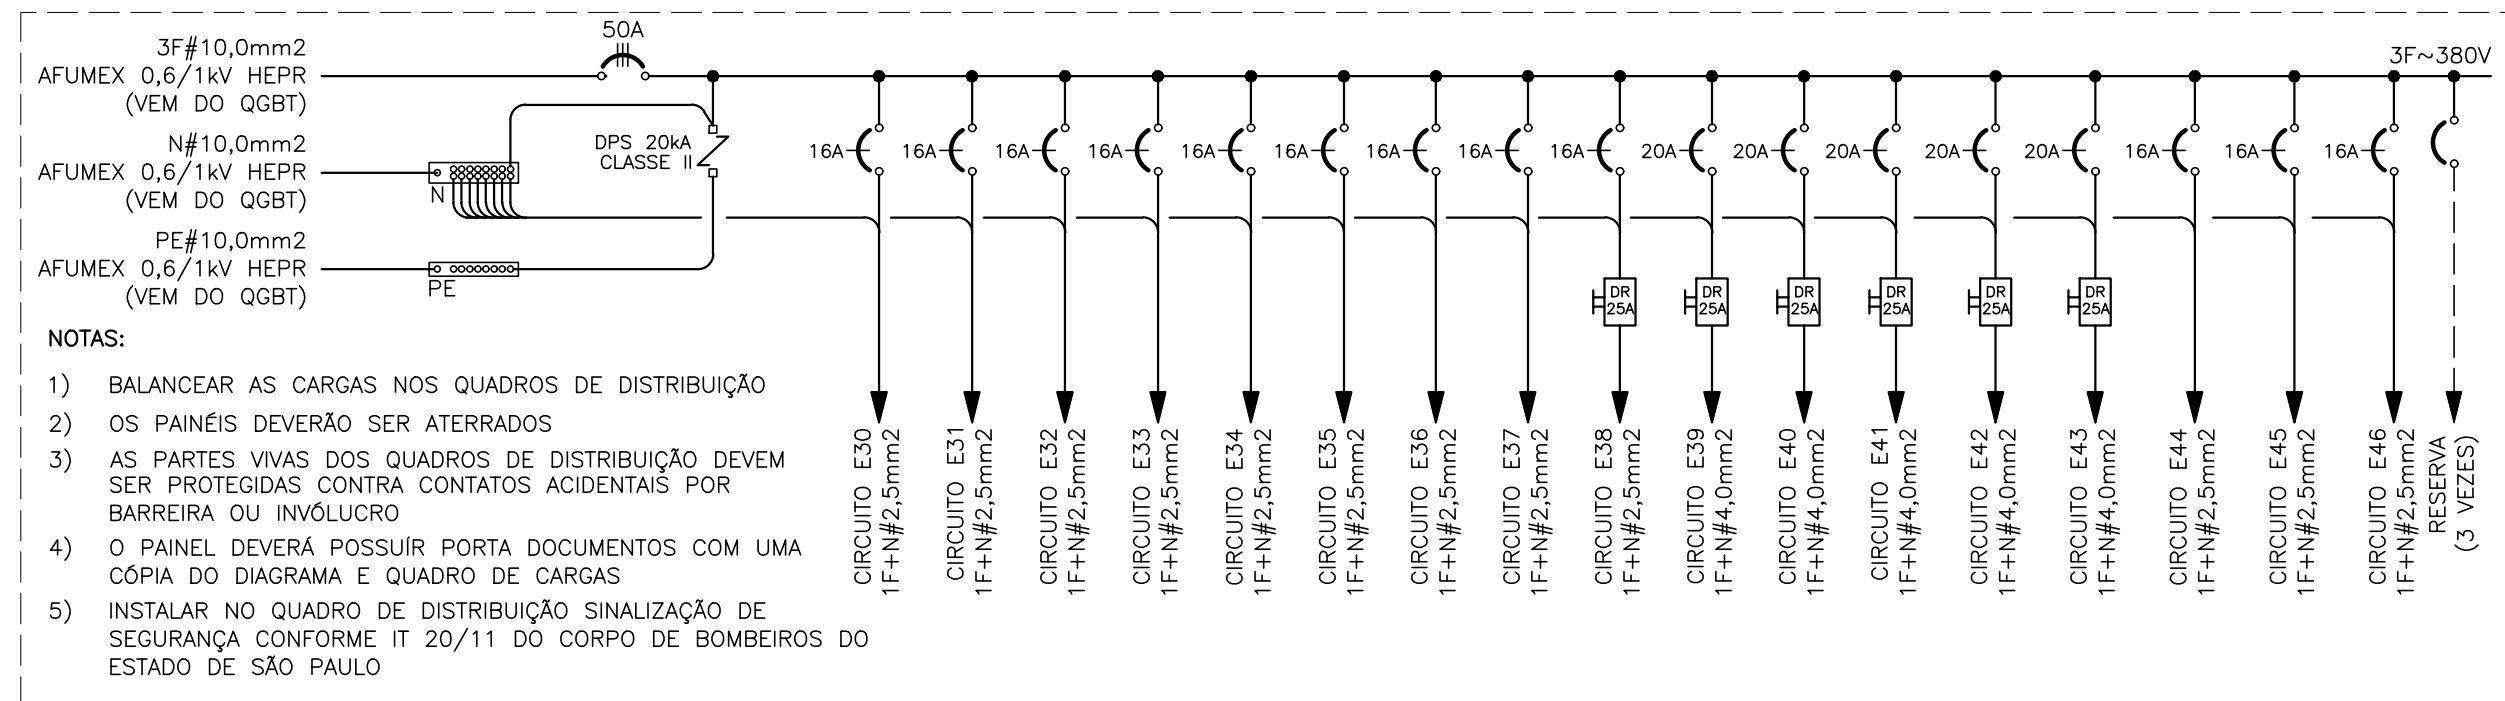 50A
3F#10,0mm2
AFUMEX 0,6/1kV HEPR
(VEM DO QGBT)
3F~380V
N#10,0mm2
AFUMEX 0,6/1kV HEPR
(VEM DO QGBT)
N
DPS 20kA
CLASSE II
16A
16A
16A
16A
16A
16A
16A
16A
16A
20A
20A
20A
20A
20A
16A
16A
16A
PE#10,0mm2
AFUMEX 0,6/1kV HEPR
(VEM DO QGBT)
PE
DR
25A
DR
25A
DR
25A
DR
25A
DR
25A
DR
25A
NOTAS:
1) BALANCEAR AS CARGAS NOS QUADROS DE DISTRIBUIÇÃO
2) OS PAINÉIS DEVERÃO SER ATERRADOS
3) AS PARTES VIVAS DOS QUADROS DE DISTRIBUIÇÃO DEVEM
SER PROTEGIDAS CONTRA CONTATOS ACIDENTAIS POR
BARREIRA OU INVÓLUCRO
4) O PAINEL DEVERÁ POSSUÍR PORTA DOCUMENTOS COM UMA
CÓPIA DO DIAGRAMA E QUADRO DE CARGAS
5) INSTALAR NO QUADRO DE DISTRIBUIÇÃO SINALIZAÇÃO DE
SEGURANÇA CONFORME IT 20/11 DO CORPO DE BOMBEIROS DO
ESTADO DE SÃO PAULO
CIRCUITO E30
1F+N#2,5mm2
CIRCUITO E31
1F+N#2,5mm2
CIRCUITO E32
1F+N#2,5mm2
CIRCUITO E33
1F+N#2,5mm2
CIRCUITO E34
1F+N#2,5mm2
CIRCUITO E35
1F+N#2,5mm2
CIRCUITO E36
1F+N#2,5mm2
CIRCUITO E37
1F+N#2,5mm2
CIRCUITO E38
1F+N#2,5mm2
CIRCUITO E39
1F+N#4,0mm2
CIRCUITO E40
1F+N#4,0mm2
CIRCUITO E41
1F+N#4,0mm2
CIRCUITO E42
1F+N#4,0mm2
CIRCUITO E43
1F+N#4,0mm2
CIRCUITO E44
1F+N#2,5mm2
CIRCUITO E45
1F+N#2,5mm2
CIRCUITO E46
1F+N#2,5mm2
RESERVA
(3 VEZES)